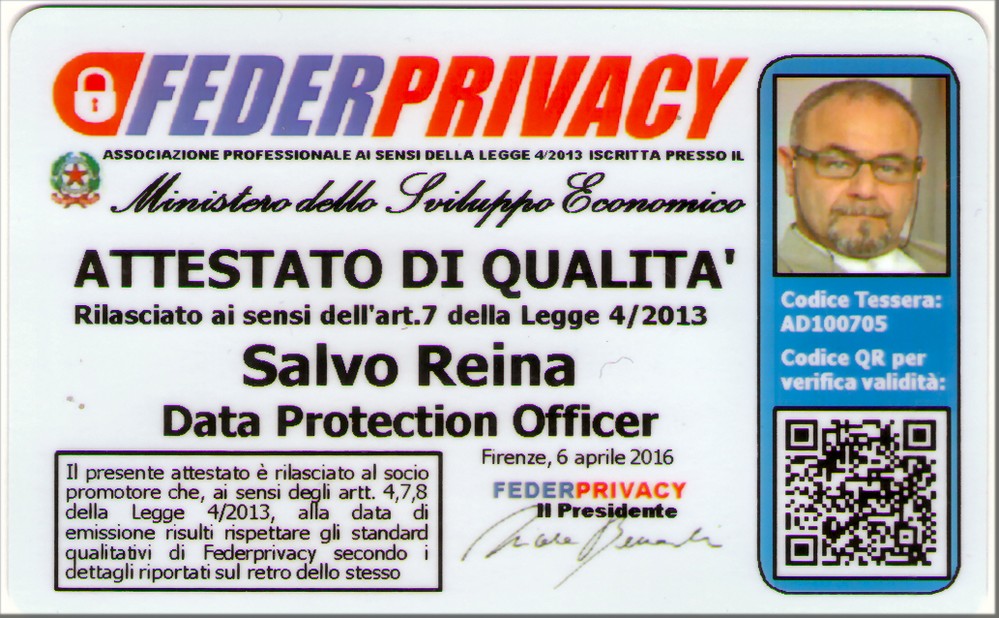 FEDERPRIVACY
ASSOCIAZIONE PROFESSIONALE AI SENSI DELLA LEGGE 4/2013 ISCRITTA PRESSO IL
Ministero dello Sviluppo Economico
ATTESTATO DI QUALITA'
Rilasciato ai sensi dell'art.7 della Legge 4/2013
Salvo Reina
Data Protection Officer
Il presente attestato è rilasciato al socio
promotore che, ai sensi degli artt. 4,7,8
della Legge 4/2013, alla data di
emissione risulti rispettare gli standard
qualitativi di Federprivacy secondo i
dettagli riportati sul retro dello stesso
Firenze, 6 aprile 2016
FEDERPRIVACY
Il Presidente
Codice Tessera:
AD100705
Codice QR per
verifica validità: